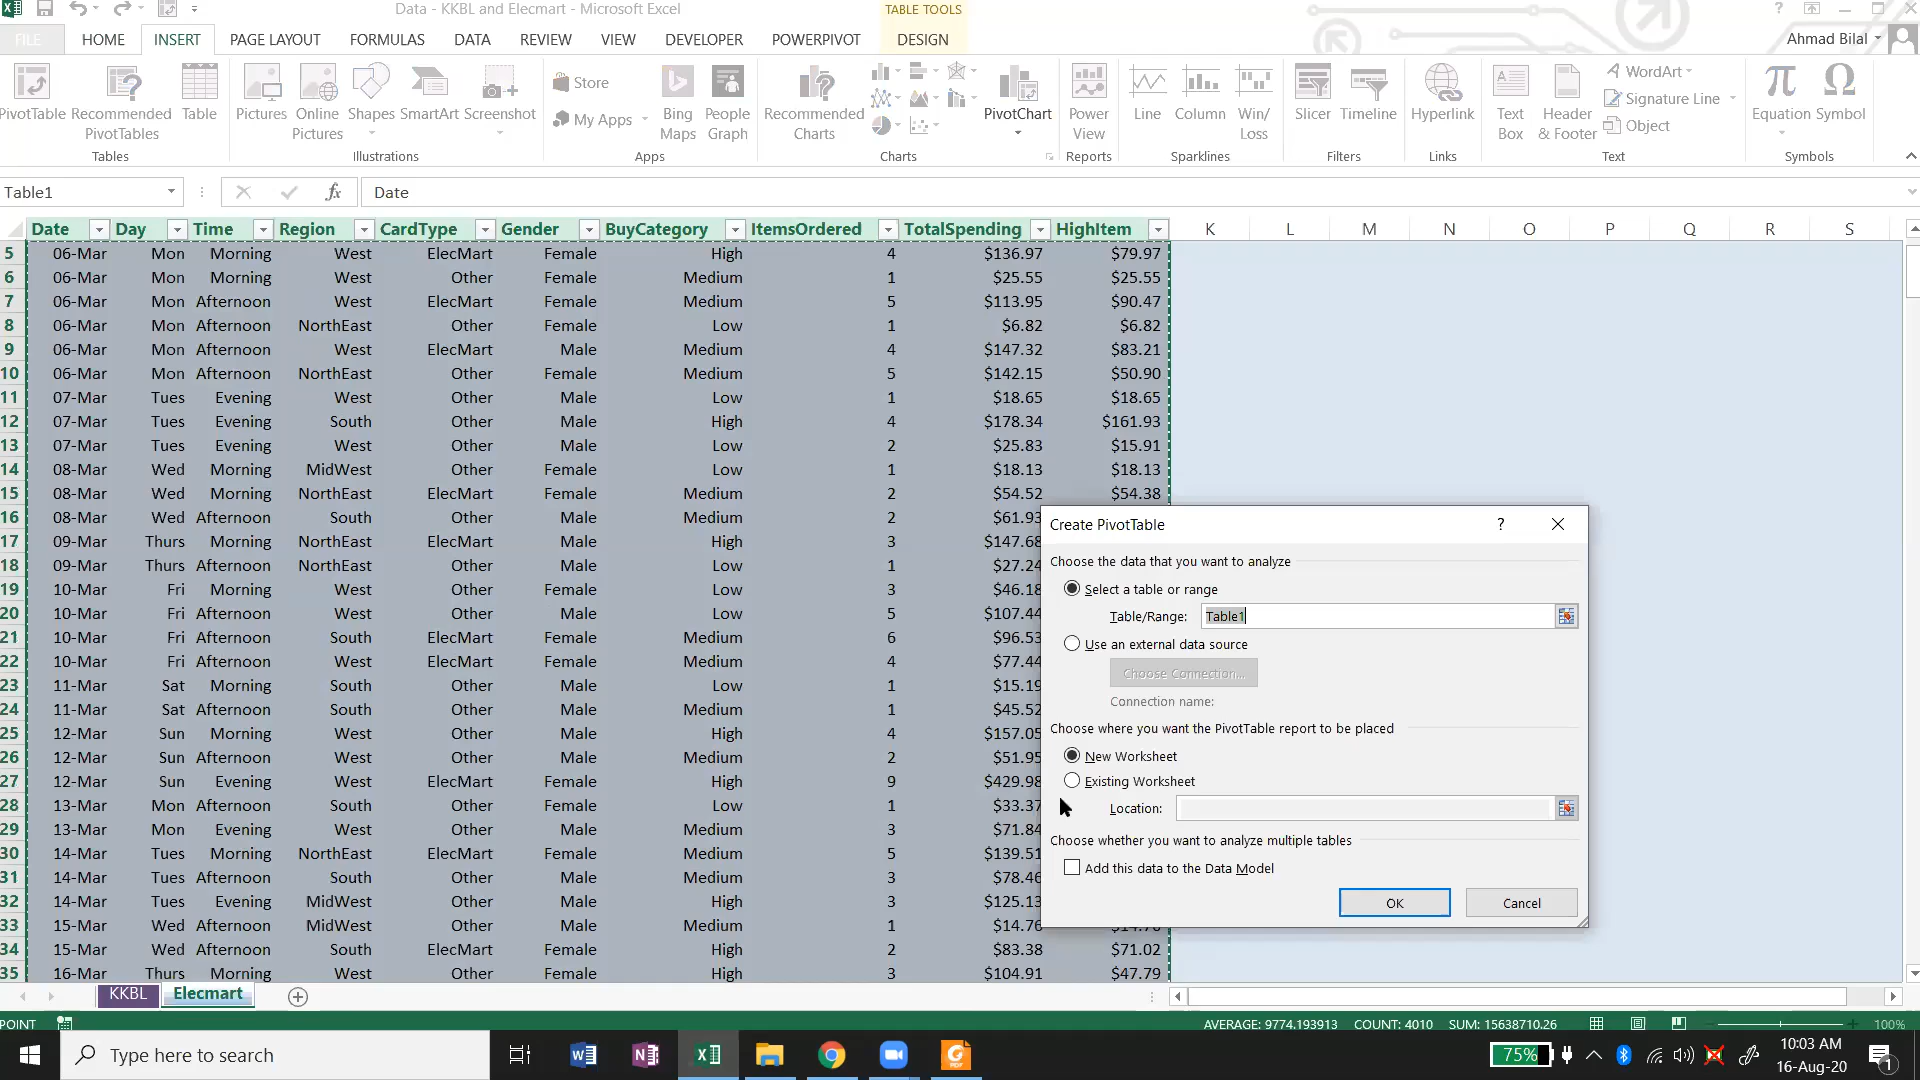 Data - KKBL and Elecmart - Microsoft Excel
TABLE TOOLS
?
FILE HOME INSERT PAGE LAYOUT FORMULAS DATA REVIEW VIEW DEVELOPER POWERPIVOT DESIGN Ahmad Bilal
PivotTable Recommended PivotTables Table
Pictures Online Pictures Shapes SmartArt Screenshot
Store
My Apps
Bing Maps People Graph
Recommended Charts PivotChart
Power View
Line Column Win/Loss
Slicer Timeline
Hyperlink
Text Box Header & Footer
WordArt
Signature Line
Object
Equation Symbol
Tables Illustrations Apps Charts Reports Sparklines Filters Links Text Symbols
Table1 fx Date
Date Day Time Region CardType Gender BuyCategory ItemsOrdered TotalSpending HighItem K L M N O P Q R S
5 06-Mar Mon Morning West ElecMart Female High 4 $136.97 $79.97
6 06-Mar Mon Morning West Other Female Medium 1 $25.55 $25.55
7 06-Mar Mon Afternoon West ElecMart Female Medium 5 $113.95 $90.47
8 06-Mar Mon Afternoon NorthEast Other Female Low 1 $6.82 $6.82
9 06-Mar Mon Afternoon West ElecMart Male Medium 4 $147.32 $83.21
10 06-Mar Mon Afternoon NorthEast Other Female Medium 5 $142.15 $50.90
11 07-Mar Tues Evening West Other Male Low 1 $18.65 $18.65
12 07-Mar Tues Evening South Other Male High 4 $178.34 $161.93
13 07-Mar Tues Evening West Other Male Low 2 $25.83 $15.91
14 08-Mar Wed Morning MidWest Other Female Low 1 $18.13 $18.13
15 08-Mar Wed Morning NorthEast ElecMart Female Medium 2 $54.52 $54.38
16 08-Mar Wed Afternoon South Other Male Medium 2 $61.93
17 09-Mar Thurs Morning NorthEast ElecMart Male High 3 $147.68
18 09-Mar Thurs Afternoon NorthEast Other Male Low 1 $27.24
19 10-Mar Fri Morning West Other Male Low 3 $46.18
20 10-Mar Fri Afternoon West Other Male Low 5 $107.44
21 10-Mar Fri Afternoon South ElecMart Female Medium 6 $96.53
22 10-Mar Fri Afternoon West ElecMart Female Medium 4 $77.44
23 11-Mar Sat Morning South Other Male Low 1 $15.19
24 11-Mar Sat Afternoon South Other Male Medium 1 $45.52
25 12-Mar Sun Morning West Other Male High 4 $157.05
26 12-Mar Sun Afternoon West Other Male Medium 2 $51.95
27 12-Mar Sun Evening West ElecMart Female High 9 $429.98
28 13-Mar Mon Afternoon South Other Female Low 1 $33.37
29 13-Mar Mon Evening West Other Male Medium 3 $71.84
30 14-Mar Tues Morning NorthEast ElecMart Female Medium 5 $139.51
31 14-Mar Tues Afternoon South Other Male Medium 3 $78.46
32 14-Mar Tues Evening MidWest Other Male High 3 $125.13
33 15-Mar Wed Afternoon MidWest Other Male Medium 1 $14.76
34 15-Mar Wed Afternoon South ElecMart Female High 2 $83.38 $71.02
35 16-Mar Thurs Morning West Other Female High 3 $104.91 $47.79
Create PivotTable ?
Choose the data that you want to analyze
Select a table or range
Table/Range: Table1
Use an external data source
Choose Connection...
Connection name:
Choose where you want the PivotTable report to be placed
New Worksheet
Existing Worksheet
Location:
Choose whether you want to analyze multiple tables
Add this data to the Data Model
OK Cancel
KKBL Elecmart
POINT AVERAGE: 9774.193913 COUNT: 4010 SUM: 15638710.26 100%
Type here to search 75% 10:03 AM
16-Aug-20 1